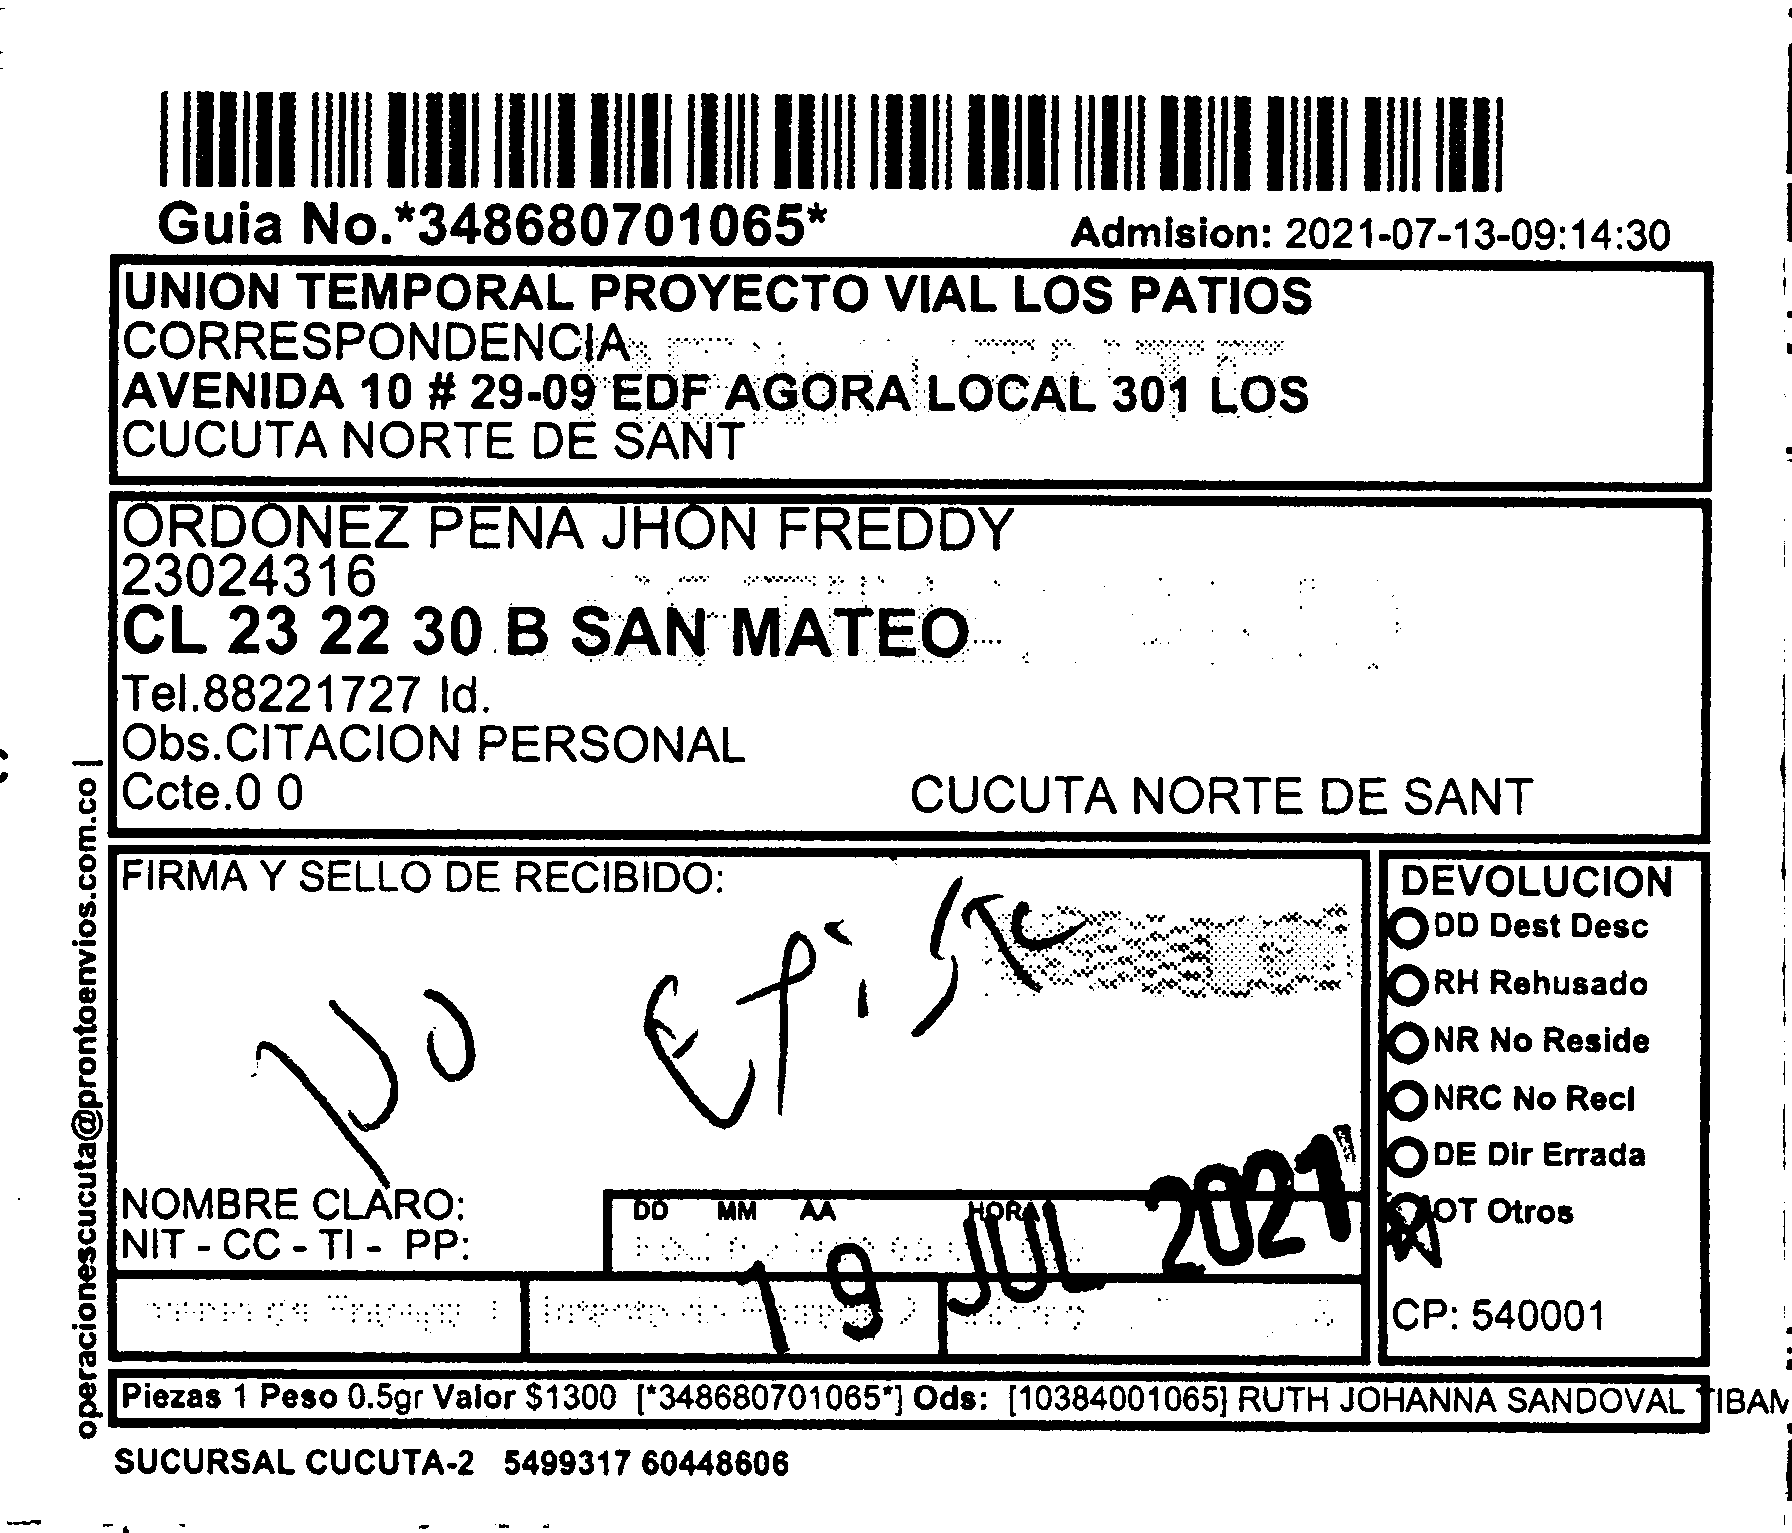 Guia No.*348680701065*
Admision: 2021-07-13-09:14:30
UNION TEMPORAL PROYECTO VIAL LOS PATIOS
CORRESPONDENCIA
AVENIDA 10 # 29-09 EDF AGORA LOCAL 301 LOS
CUCUTA NORTE DE SANT
ORDONEZ PENA JHON FREDDY
23024316
CL 23 22 30 B SAN MATEO
Tel.88221727 Id.
Obs.CITACION PERSONAL
Ccte.0 0
CUCUTA NORTE DE SANT
operacionescucuta@prontoenvios.com.co |
FIRMA Y SELLO DE RECIBIDO:
No Existe
NOMBRE CLARO:
NIT - CC - TI - PP:
DD MM AA HORA
19 JUL 2021
DEVOLUCION
DD Dest Desc
RH Rehusado
NR No Reside
NRC No Recl
DE Dir Errada
OT Otros
CP: 540001
Piezas 1 Peso 0.5gr Valor $1300 [*348680701065*] Ods: [10384001065] RUTH JOHANNA SANDOVAL TIBAM
SUCURSAL CUCUTA-2 5499317 60448606